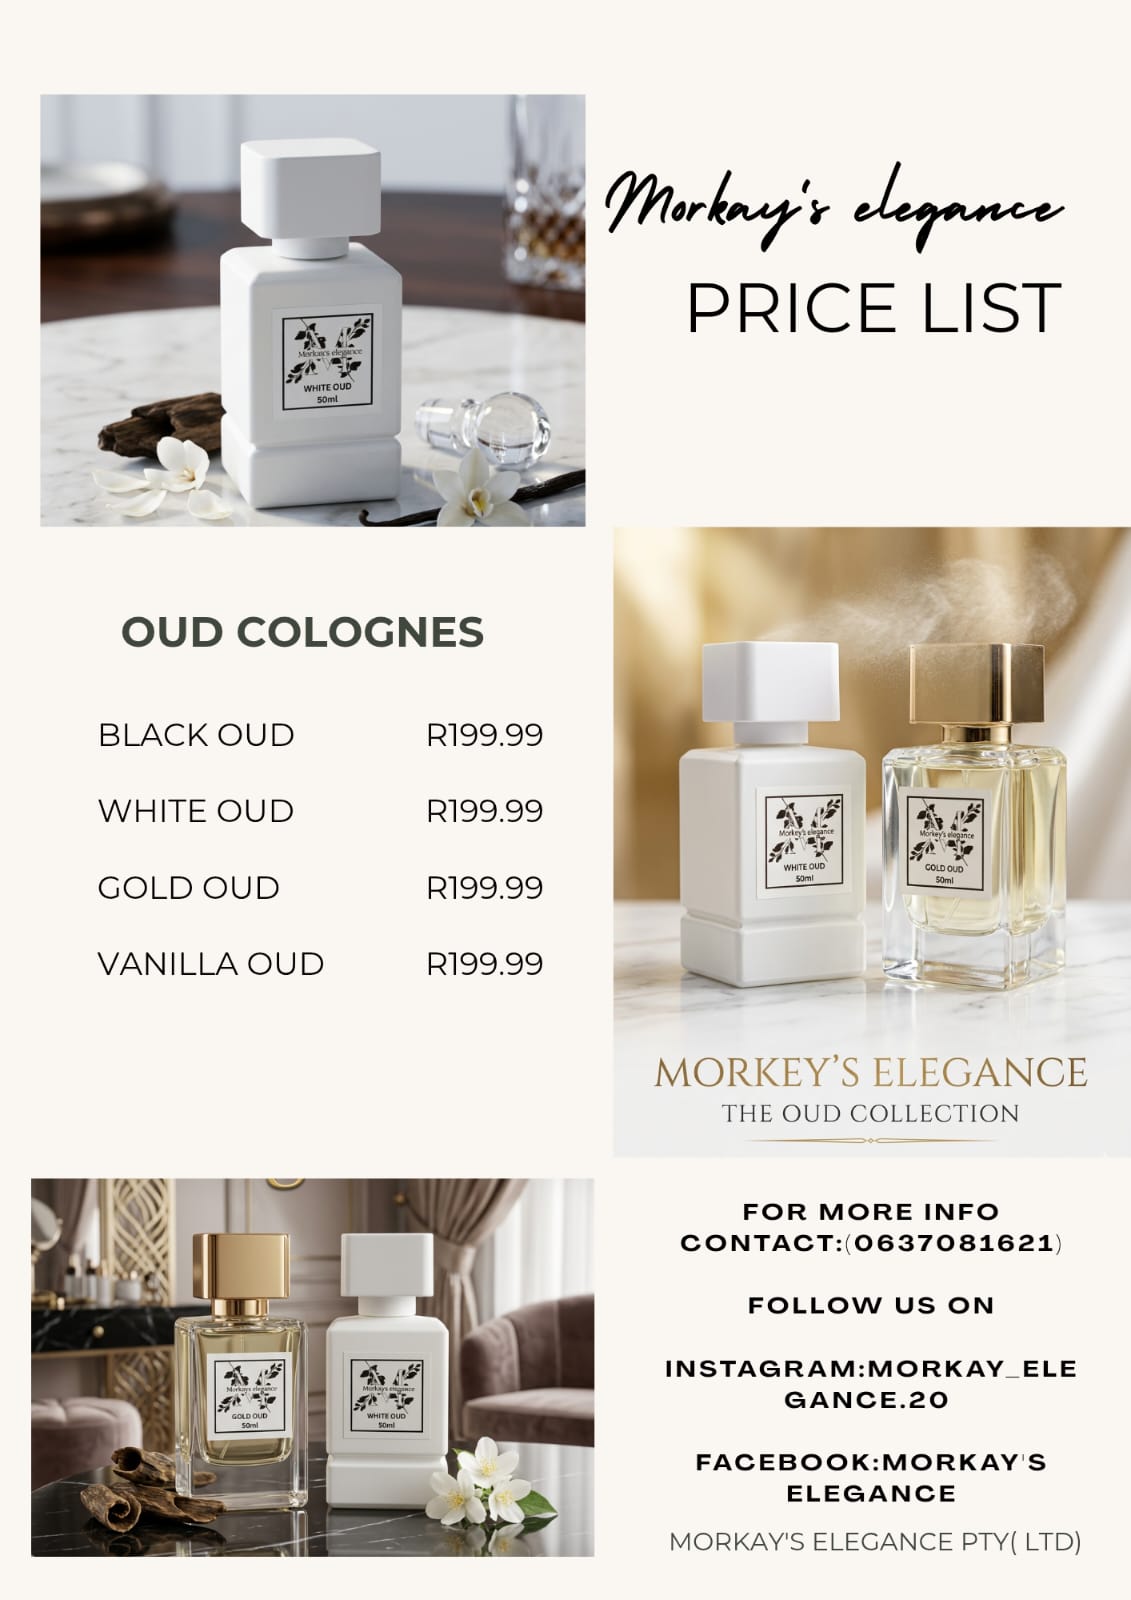 Morkay's elegance
PRICE LIST
Morkay's elegance
WHITE OUD
50ml
OUD COLOGNES
BLACK OUD R199.99
WHITE OUD R199.99
GOLD OUD R199.99
VANILLA OUD R199.99
Morkey's elegance
WHITE OUD
50ml
Morkey's elegance
GOLD OUD
50ml
MORKEY'S ELEGANCE
THE OUD COLLECTION
Morkays elegance
GOLD OUD
50ml
Morkays elegance
WHITE OUD
50ml
FOR MORE INFO
CONTACT:(0637081621)
FOLLOW US ON
INSTAGRAM:MORKAY_ELE
GANCE.20
FACEBOOK:MORKAY'S
ELEGANCE
MORKAY'S ELEGANCE PTY( LTD)